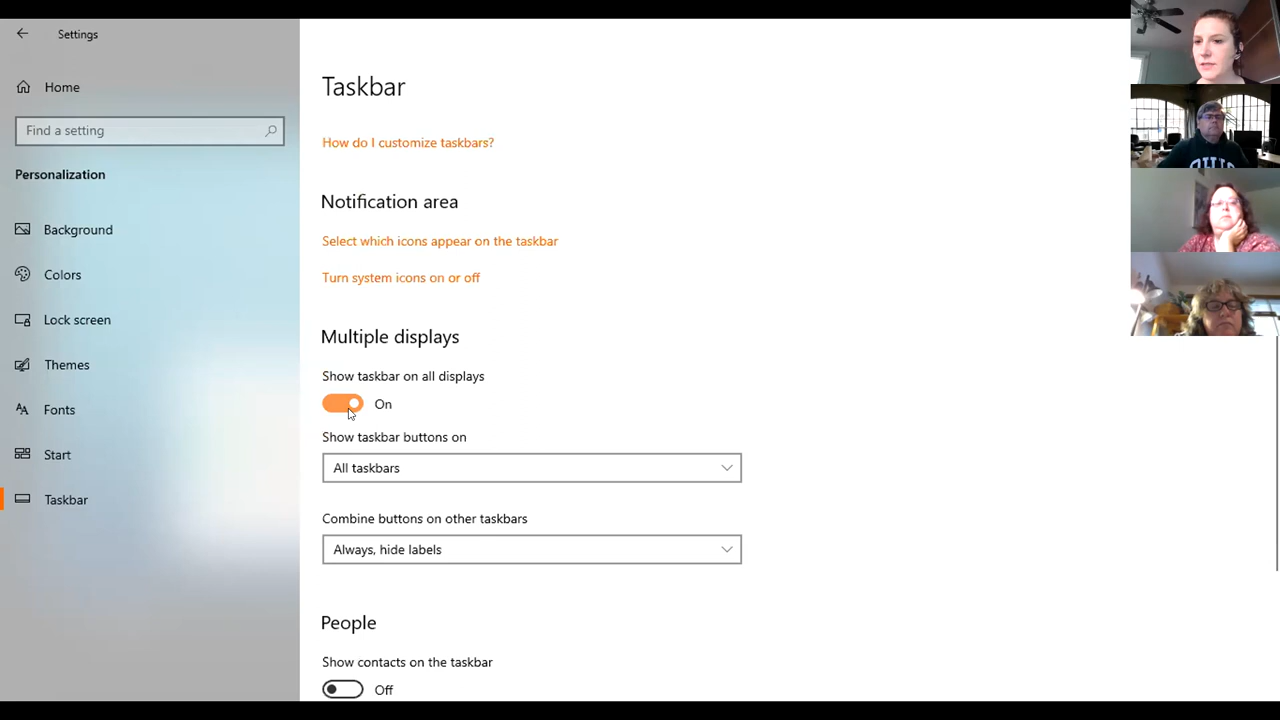 Settings
Home
Find a setting
Personalization
Background
Colors
Lock screen
Themes
Fonts
Start
Taskbar
Taskbar
How do I customize taskbars?
Notification area
Select which icons appear on the taskbar
Turn system icons on or off
Multiple displays
Show taskbar on all displays
On
Show taskbar buttons on
All taskbars
Combine buttons on other taskbars
Always, hide labels
People
Show contacts on the taskbar
Off